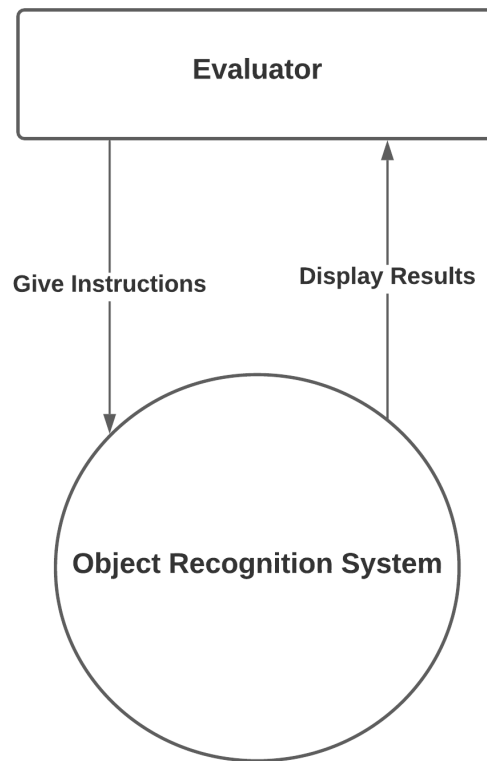 Evaluator
Give Instructions
Display Results
Object Recognition System